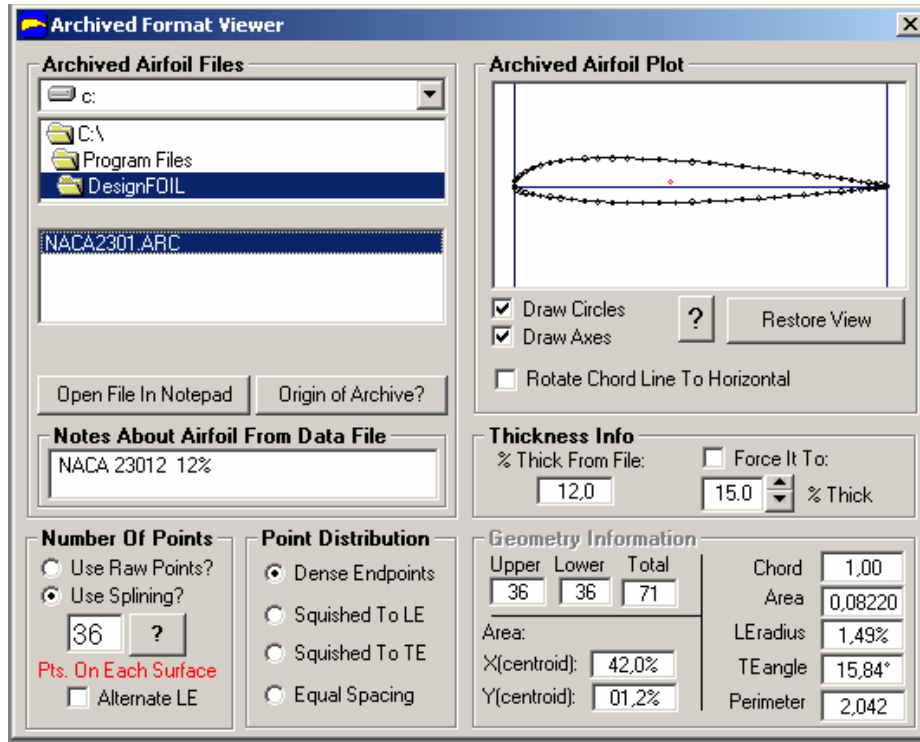 Archived Format Viewer
Archived Airfoil Files
c:
C:\
Program Files
DesignFOIL
NACA2301.ARC
Open File In Notepad
Origin of Archive?
Notes About Airfoil From Data File
NACA 23012 12%
Archived Airfoil Plot
Draw Circles
Draw Axes
?
Restore View
Rotate Chord Line To Horizontal
Thickness Info
% Thick From File:
12,0
Force It To:
15.0
% Thick
Number Of Points
Use Raw Points?
Use Splining?
36
?
Pts. On Each Surface
Alternate LE
Point Distribution
Dense Endpoints
Squished To LE
Squished To TE
Equal Spacing
Geometry Information
Upper Lower Total
36 36 71
Area:
X(centroid): 42,0%
Y(centroid): 01,2%
Chord 1,00
Area 0,08220
LEradius 1,49%
TEangle 15,84°
Perimeter 2,042